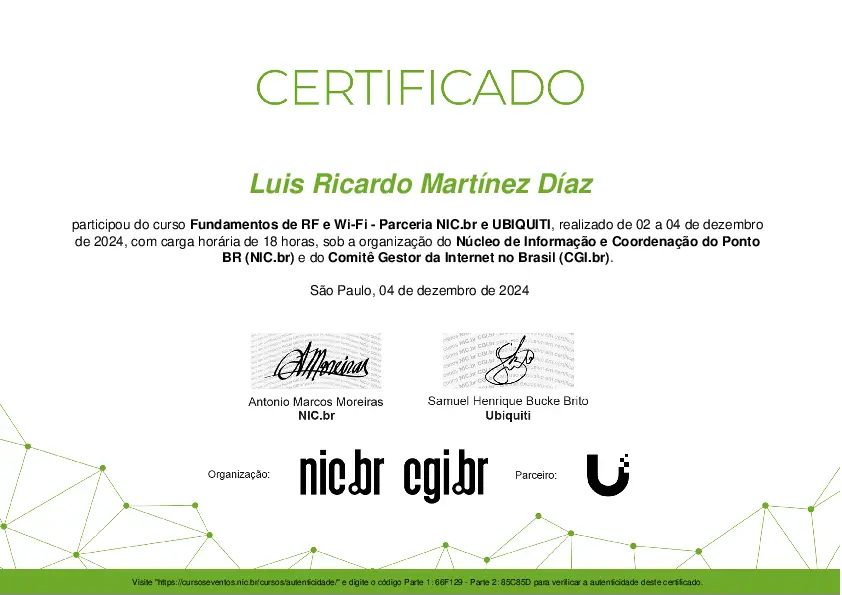 CERTIFICADO
Luis Ricardo Martínez Díaz
participou do curso Fundamentos de RF e Wi-Fi - Parceria NIC.br e UBIQUITI, realizado de 02 a 04 de dezembro
de 2024, com carga horária de 18 horas, sob a organização do Núcleo de Informação e Coordenação do Ponto
BR (NIC.br) e do Comitê Gestor da Internet no Brasil (CGI.br).
São Paulo, 04 de dezembro de 2024
AMoreiras
Antonio Marcos Moreiras
NIC.br
Samuel Henrique Bucke Brito
Ubiquiti
Organização:
nic.br cgi.br
Parceiro:
U
Visite "https://cursoseventos.nic.br/cursos/autenticidade/" e digite o código Parte 1: 66F129 - Parte 2: 85C85D para verificar a autenticidade deste certificado.